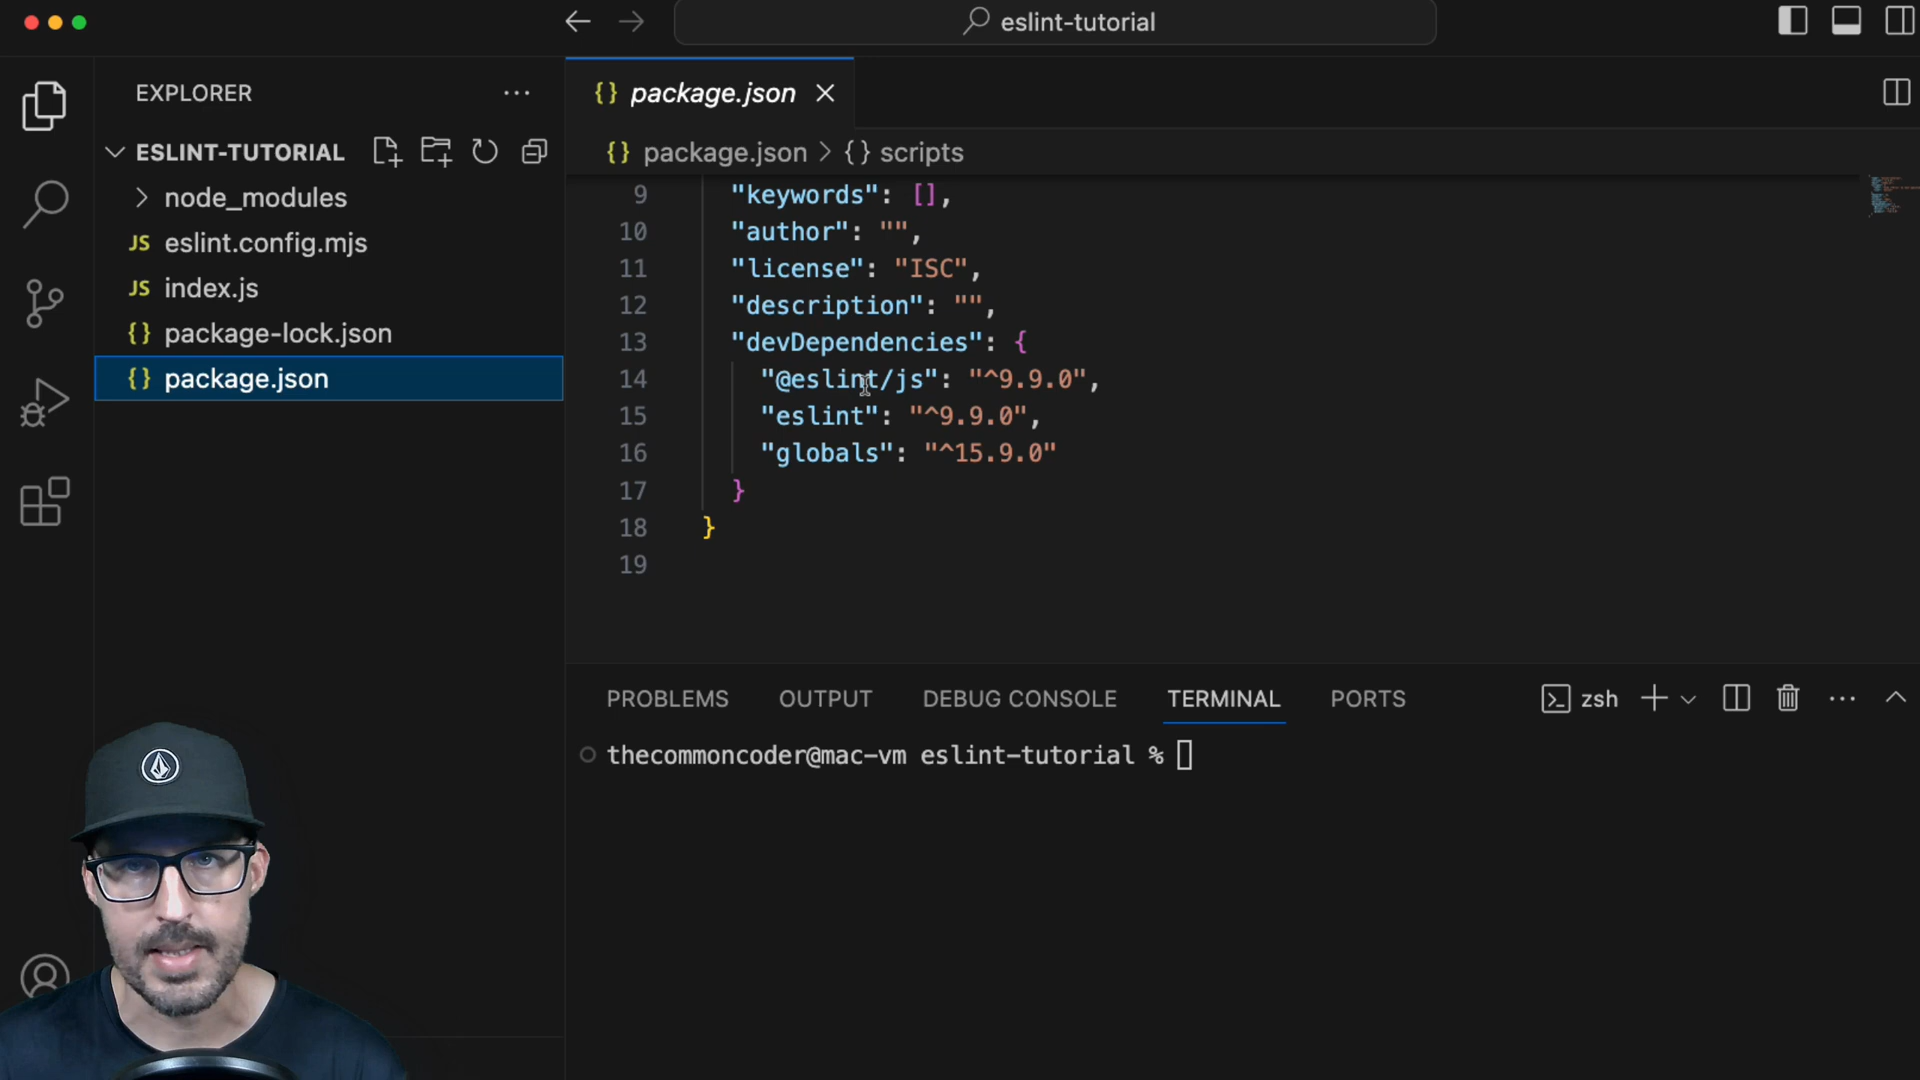 eslint-tutorial
EXPLORER
ESLINT-TUTORIAL
node_modules
JS eslint.config.mjs
JS index.js
{} package-lock.json
{} package.json
{} package.json
{} package.json > {} scripts
9 "keywords": [],
10 "author": "",
11 "license": "ISC",
12 "description": "",
13 "devDependencies": {
14 "@eslint/js": "^9.9.0",
15 "eslint": "^9.9.0",
16 "globals": "^15.9.0"
17 }
18 }
19
PROBLEMS OUTPUT DEBUG CONSOLE TERMINAL PORTS zsh
thecommoncoder@mac-vm eslint-tutorial %